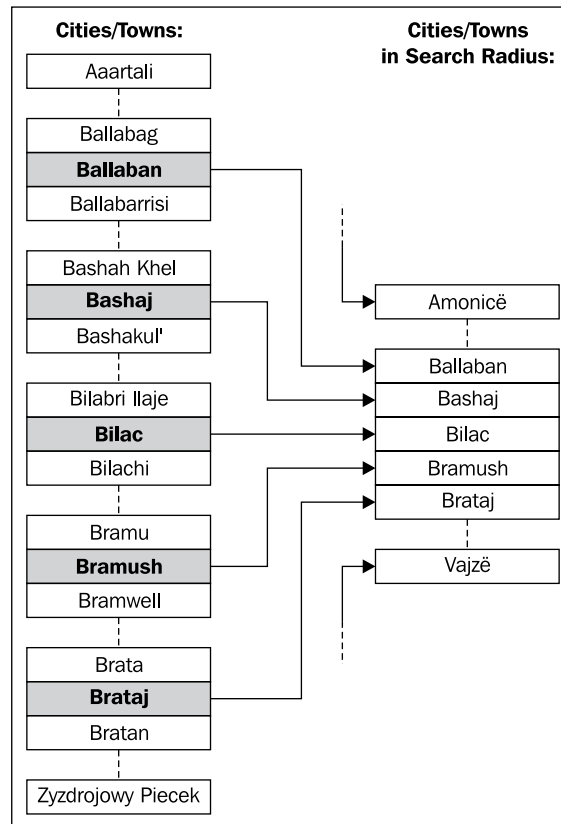 Cities/Towns:
Aaartali
Ballabag
Ballaban
Ballabarrisi
Bashah Khel
Bashaj
Bashakul'
Bilabri Ilaje
Bilac
Bilachi
Bramu
Bramush
Bramwell
Brata
Brataj
Bratan
Zyzdrojowy Piecek
Cities/Towns
in Search Radius:
Amonicë
Ballaban
Bashaj
Bilac
Bramush
Brataj
Vajzë